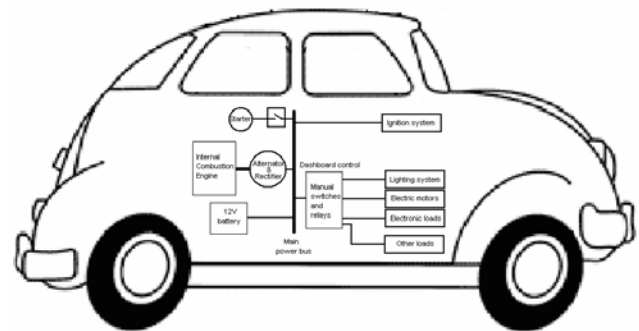 Starter
Ignition system
Internal
Combustion
Engine
Alternator
&
Rectifier
Dashboard control
Manual
switches
and
relays
Lighting system
Electric motors
Electronic loads
Other loads
12V
battery
Main
power bus